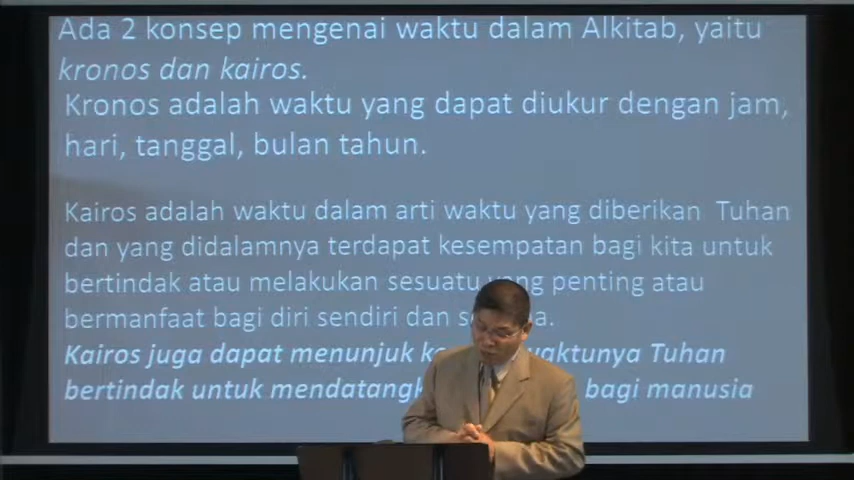 Ada 2 konsep mengenai waktu dalam Alkitab, yaitu
kronos dan kairos.
Kronos adalah waktu yang dapat diukur dengan jam,
hari, tanggal, bulan tahun.
Kairos adalah waktu dalam arti waktu yang diberikan Tuhan
dan yang didalamnya terdapat kesempatan bagi kita untuk
bertindak atau melakukan sesuatu yang penting atau
bermanfaat bagi diri sendiri dan
Kairos juga dapat menunjuk waktunya Tuhan
bertindak untuk bagi manusia